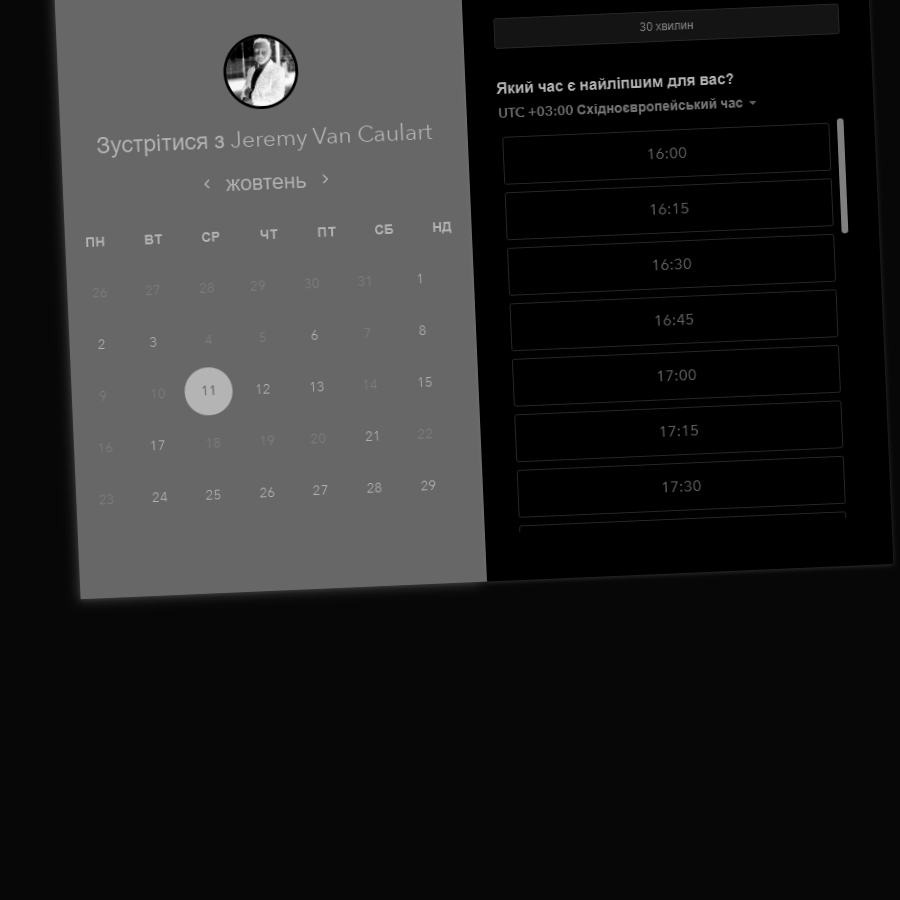 Зустрітися з Jeremy Van Caulart
‹ жовтень ›
ПН ВТ СР ЧТ ПТ СБ НД
26 27 28 29 30 31 1
2 3 4 5 6 7 8
9 10 11 12 13 14 15
16 17 18 19 20 21 22
23 24 25 26 27 28 29
30 хвилин
Який час є найліпшим для вас?
UTC +03:00 Східноєвропейський час
16:00
16:15
16:30
16:45
17:00
17:15
17:30